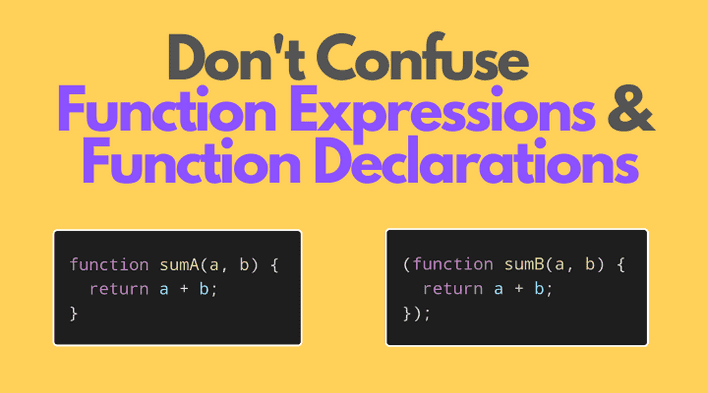 Don't Confuse
Function Expressions &
Function Declarations
function sumA(a, b) {
  return a + b;
}
(function sumB(a, b) {
  return a + b;
});